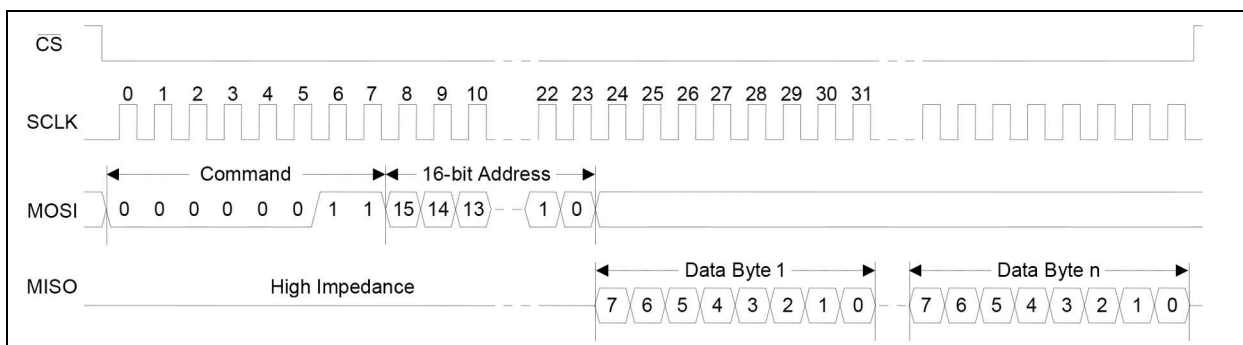 CS
0 1 2 3 4 5 6 7 8 9 10 22 23 24 25 26 27 28 29 30 31
SCLK
Command 16-bit Address
MOSI 0 0 0 0 0 0 1 1 15 14 13 1 0
Data Byte 1 Data Byte n
MISO High Impedance 7 6 5 4 3 2 1 0 7 6 5 4 3 2 1 0